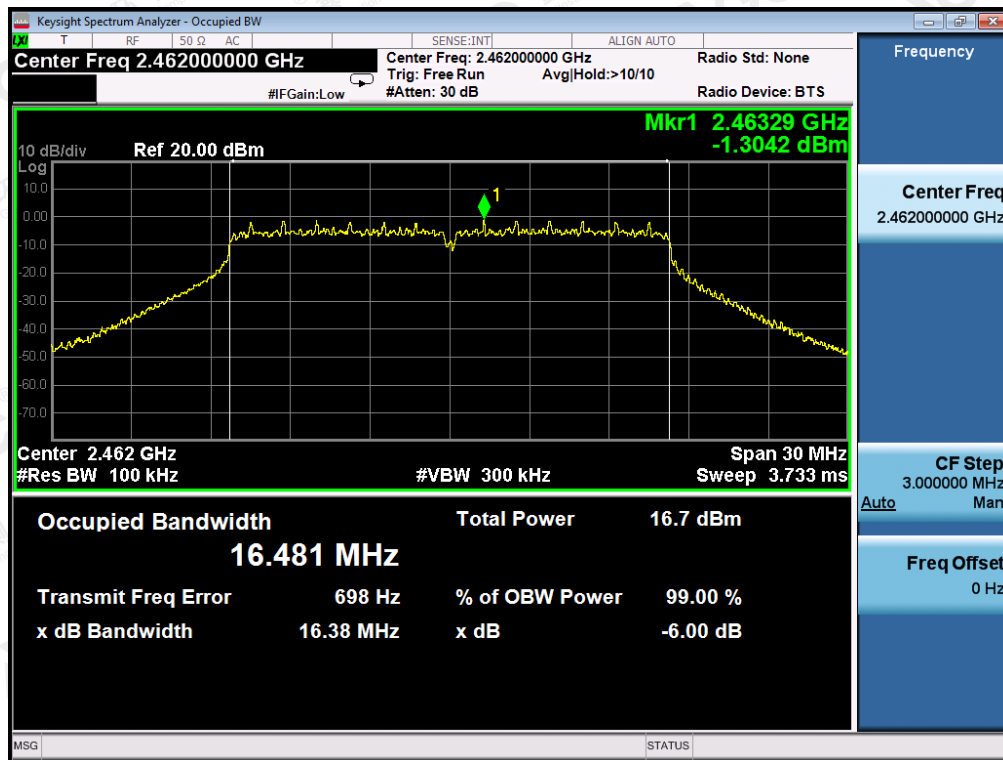 Keysight Spectrum Analyzer - Occupied BW
LXI T RF 50 Ω AC SENSE:INT ALIGN AUTO
Center Freq 2.462000000 GHz
Center Freq: 2.462000000 GHz Radio Std: None
Trig: Free Run Avg|Hold:>10/10
#IFGain:Low #Atten: 30 dB Radio Device: BTS
Mkr1 2.46329 GHz
-1.3042 dBm
10 dB/div Ref 20.00 dBm
Log
10.0
0.00
-10.0
-20.0
-30.0
-40.0
-50.0
-60.0
-70.0
1
Center 2.462 GHz Span 30 MHz
#Res BW 100 kHz #VBW 300 kHz Sweep 3.733 ms
Occupied Bandwidth Total Power 16.7 dBm
16.481 MHz
Transmit Freq Error 698 Hz % of OBW Power 99.00 %
x dB Bandwidth 16.38 MHz x dB -6.00 dB
MSG STATUS
Frequency
Center Freq
2.462000000 GHz
CF Step
3.000000 MHz
Auto Man
Freq Offset
0 Hz